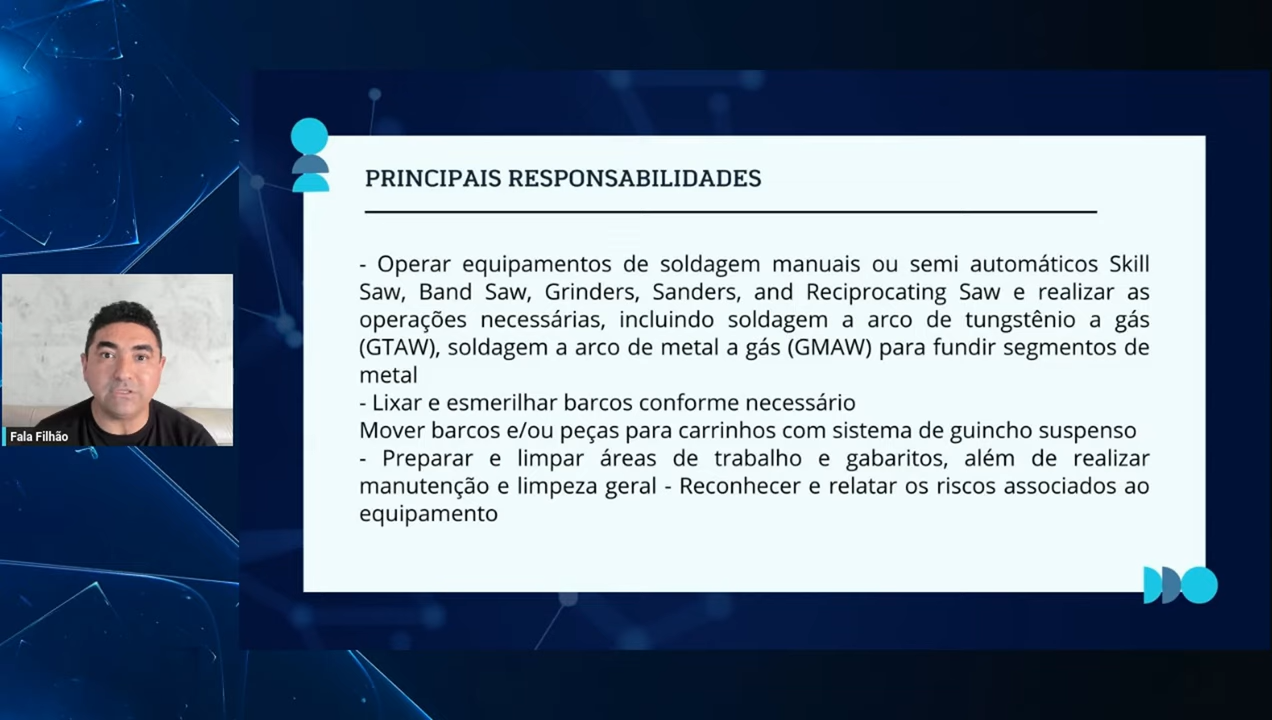 PRINCIPAIS RESPONSABILIDADES
- Operar equipamentos de soldagem manuais ou semi automáticos Skill
Saw, Band Saw, Grinders, Sanders, and Reciprocating Saw e realizar as
operações necessárias, incluindo soldagem a arco de tungstênio a gás
(GTAW), soldagem a arco de metal a gás (GMAW) para fundir segmentos de
metal
- Lixar e esmerilhar barcos conforme necessário
Mover barcos e/ou peças para carrinhos com sistema de guincho suspenso
- Preparar e limpar áreas de trabalho e gabaritos, além de realizar
manutenção e limpeza geral - Reconhecer e relatar os riscos associados ao
equipamento
Fala Filhão